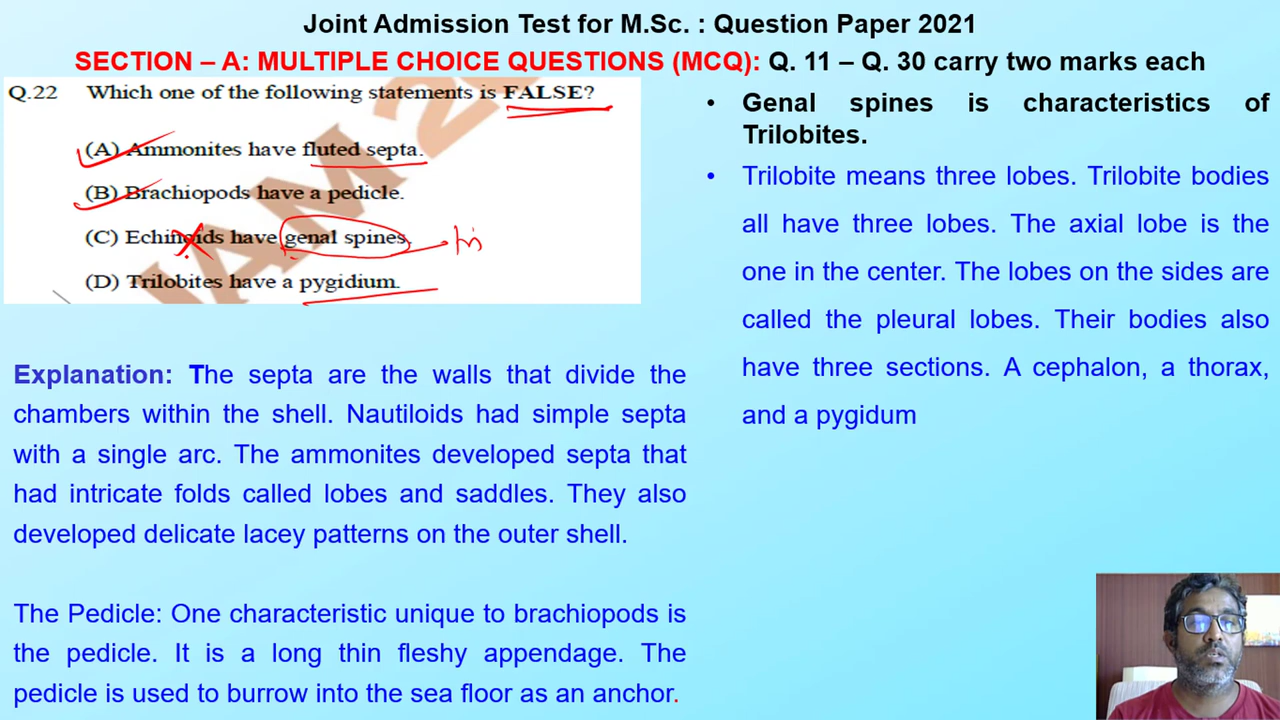 Joint Admission Test for M.Sc. : Question Paper 2021
SECTION – A: MULTIPLE CHOICE QUESTIONS (MCQ): Q. 11 – Q. 30 carry two marks each
Q.22 Which one of the following statements is FALSE?
(A) Ammonites have fluted septa.
(B) Brachiopods have a pedicle.
(C) Echinoids have genal spines.
(D) Trilobites have a pygidium.
Explanation: The septa are the walls that divide the
chambers within the shell. Nautiloids had simple septa
with a single arc. The ammonites developed septa that
had intricate folds called lobes and saddles. They also
developed delicate lacey patterns on the outer shell.
The Pedicle: One characteristic unique to brachiopods is
the pedicle. It is a long thin fleshy appendage. The
pedicle is used to burrow into the sea floor as an anchor.
• Genal spines is characteristics of
Trilobites.
• Trilobite means three lobes. Trilobite bodies
all have three lobes. The axial lobe is the
one in the center. The lobes on the sides are
called the pleural lobes. Their bodies also
have three sections. A cephalon, a thorax,
and a pygidum